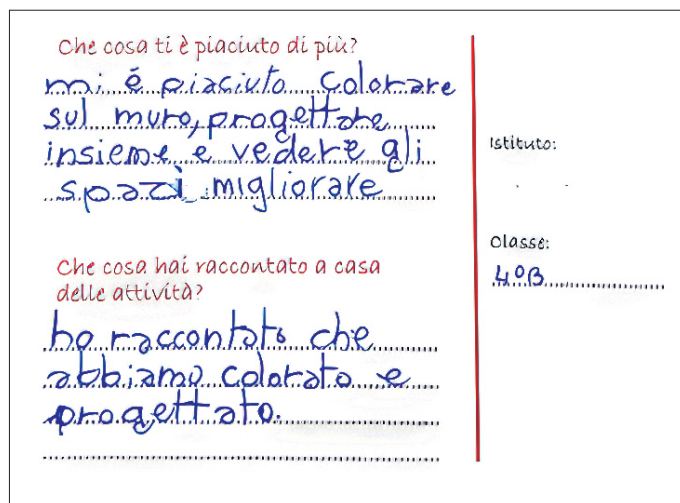 Che cosa ti è piaciuto di più?
mi é piaciuto colorare
sul muro, progettare
insieme e vedere gli
spazi migliorare
Che cosa hai raccontato a casa
delle attività?
ho raccontato che
abbiamo colorato e
progettato.
Istituto:
Classe:
4°B